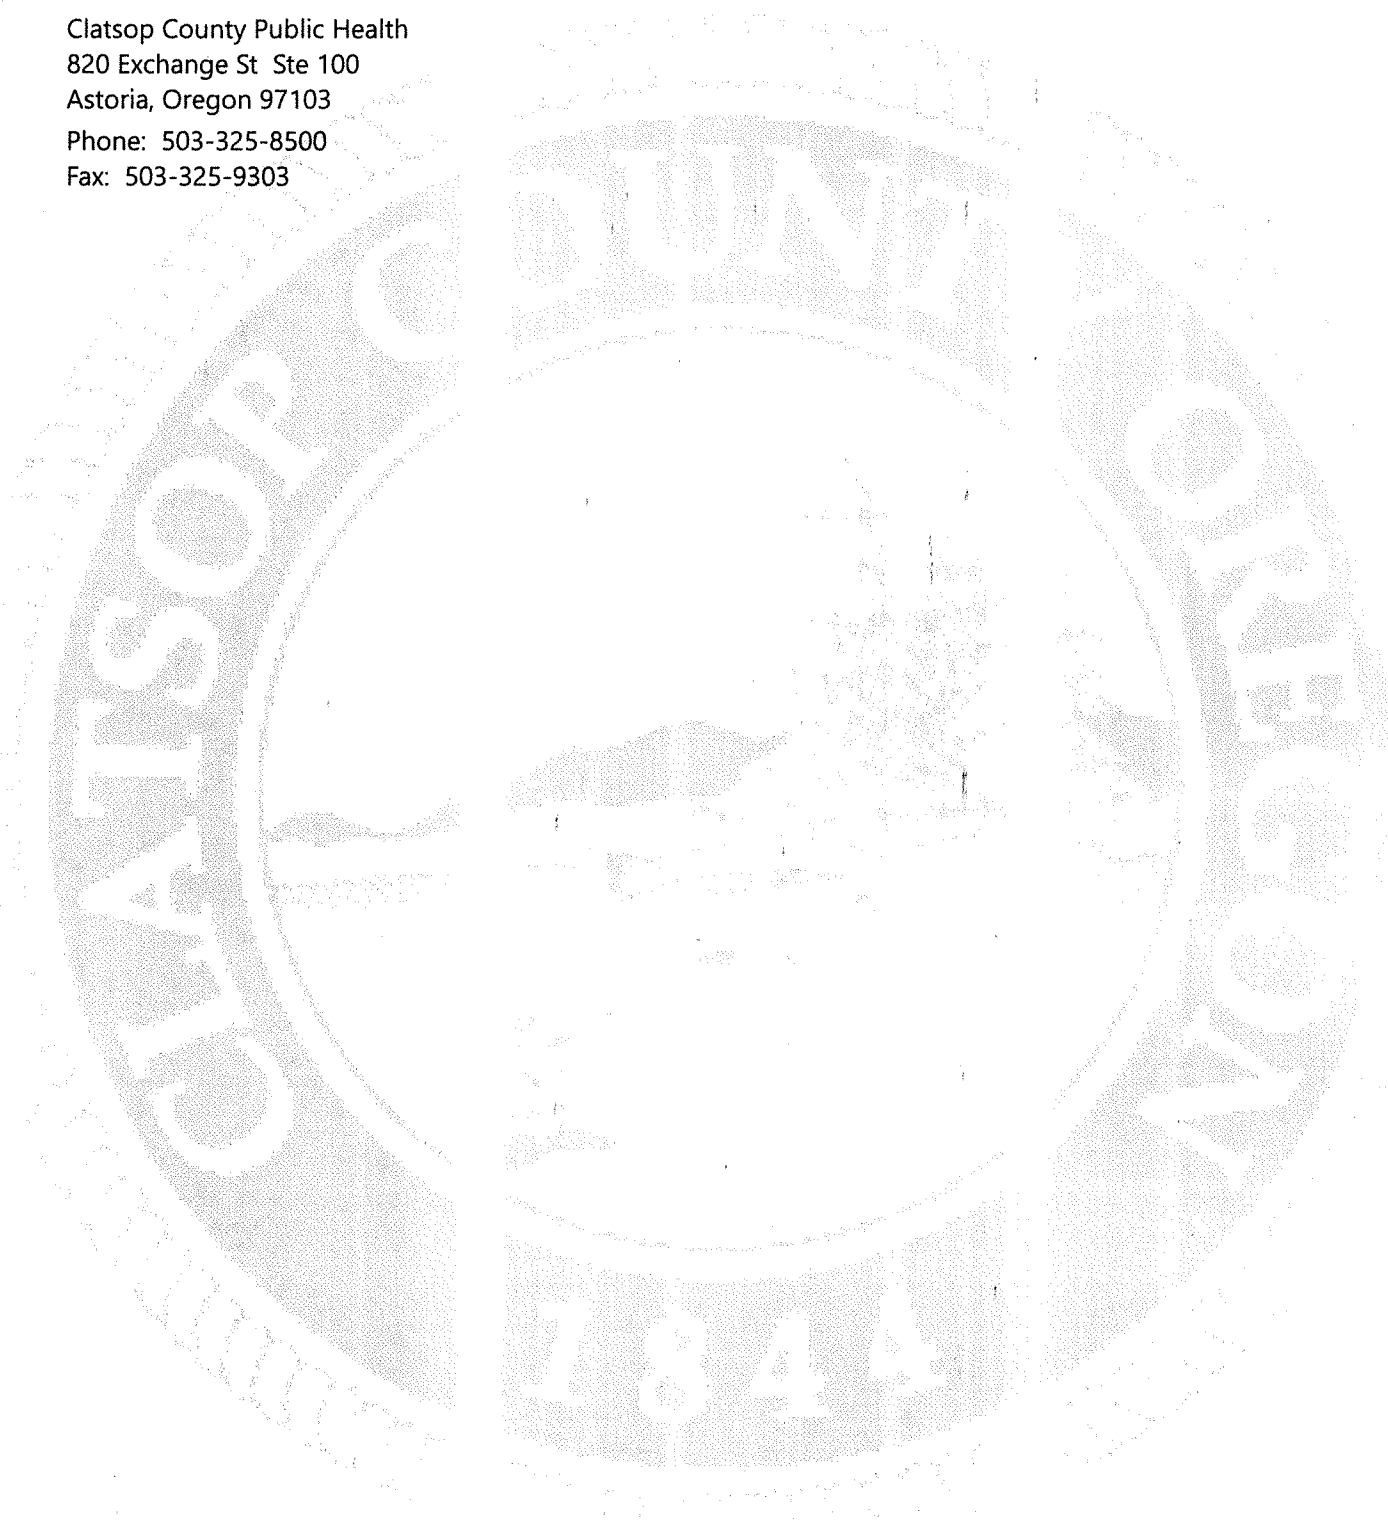 Clatsop County Public Health
820 Exchange St Ste 100
Astoria, Oregon 97103
Phone: 503-325-8500
Fax: 503-325-9303
CLATSOP COUNTY OREGON
1844